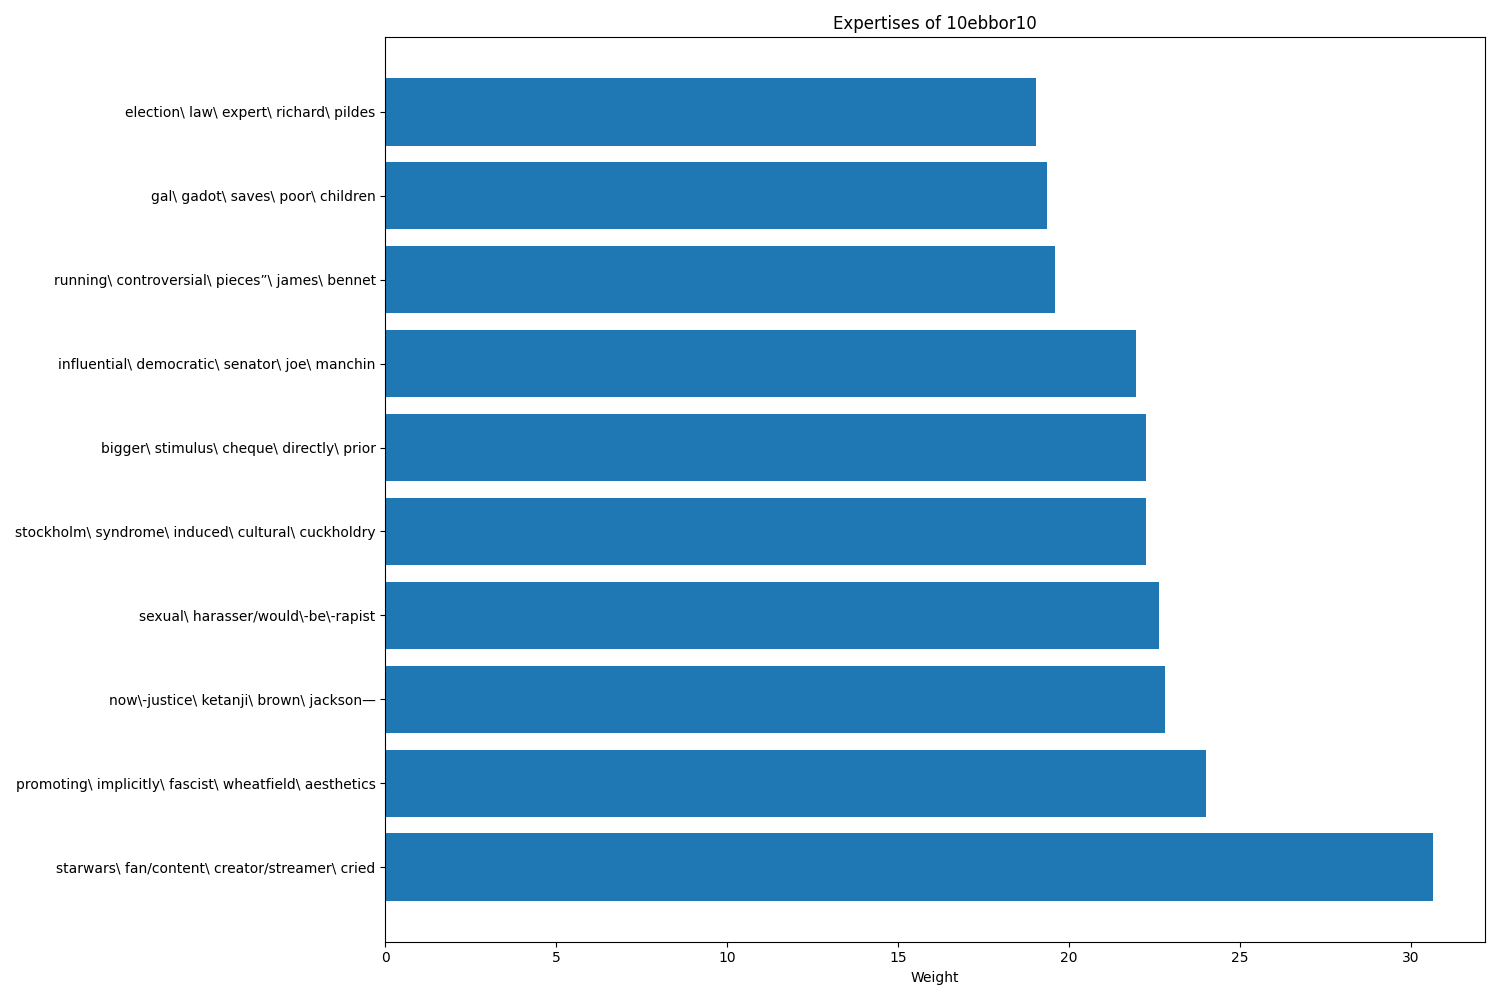 Expertises of 10ebbor10
election\ law\ expert\ richard\ pildes
gal\ gadot\ saves\ poor\ children
running\ controversial\ pieces”\ james\ bennet
influential\ democratic\ senator\ joe\ manchin
bigger\ stimulus\ cheque\ directly\ prior
stockholm\ syndrome\ induced\ cultural\ cuckholdry
sexual\ harasser/would\-be\-rapist
now\-justice\ ketanji\ brown\ jackson—
promoting\ implicitly\ fascist\ wheatfield\ aesthetics
starwars\ fan/content\ creator/streamer\ cried
0 5 10 15 20 25 30
Weight